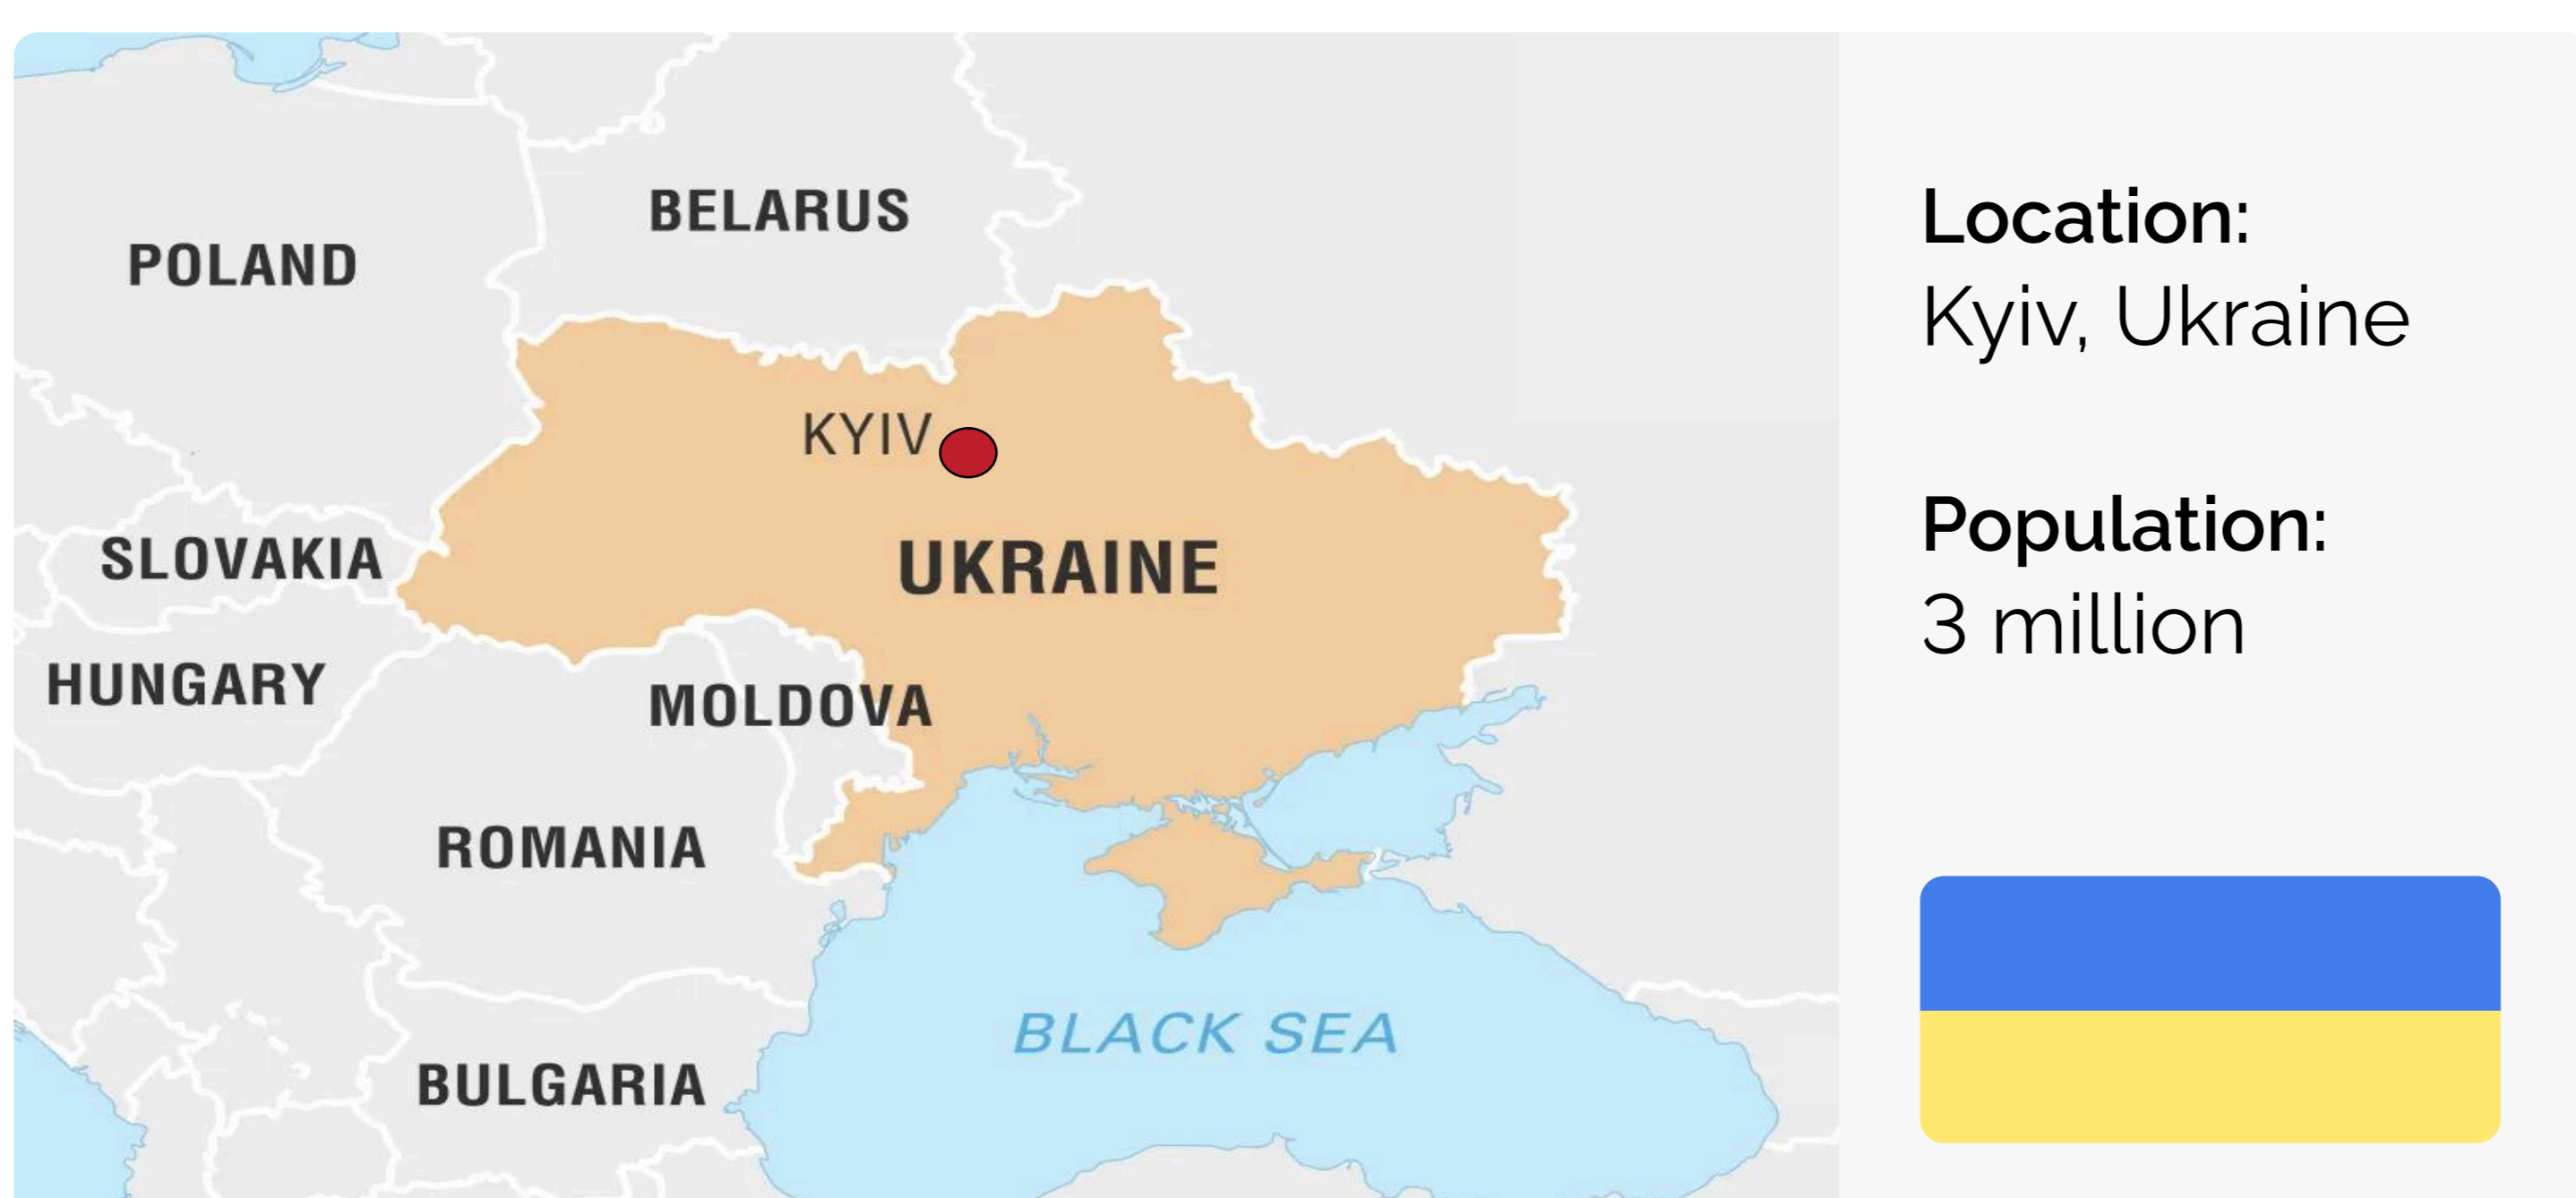 BELARUS
POLAND
KYIV
SLOVAKIA
UKRAINE
HUNGARY
MOLDOVA
ROMANIA
BLACK SEA
BULGARIA
Location:
Kyiv, Ukraine
Population:
3 million